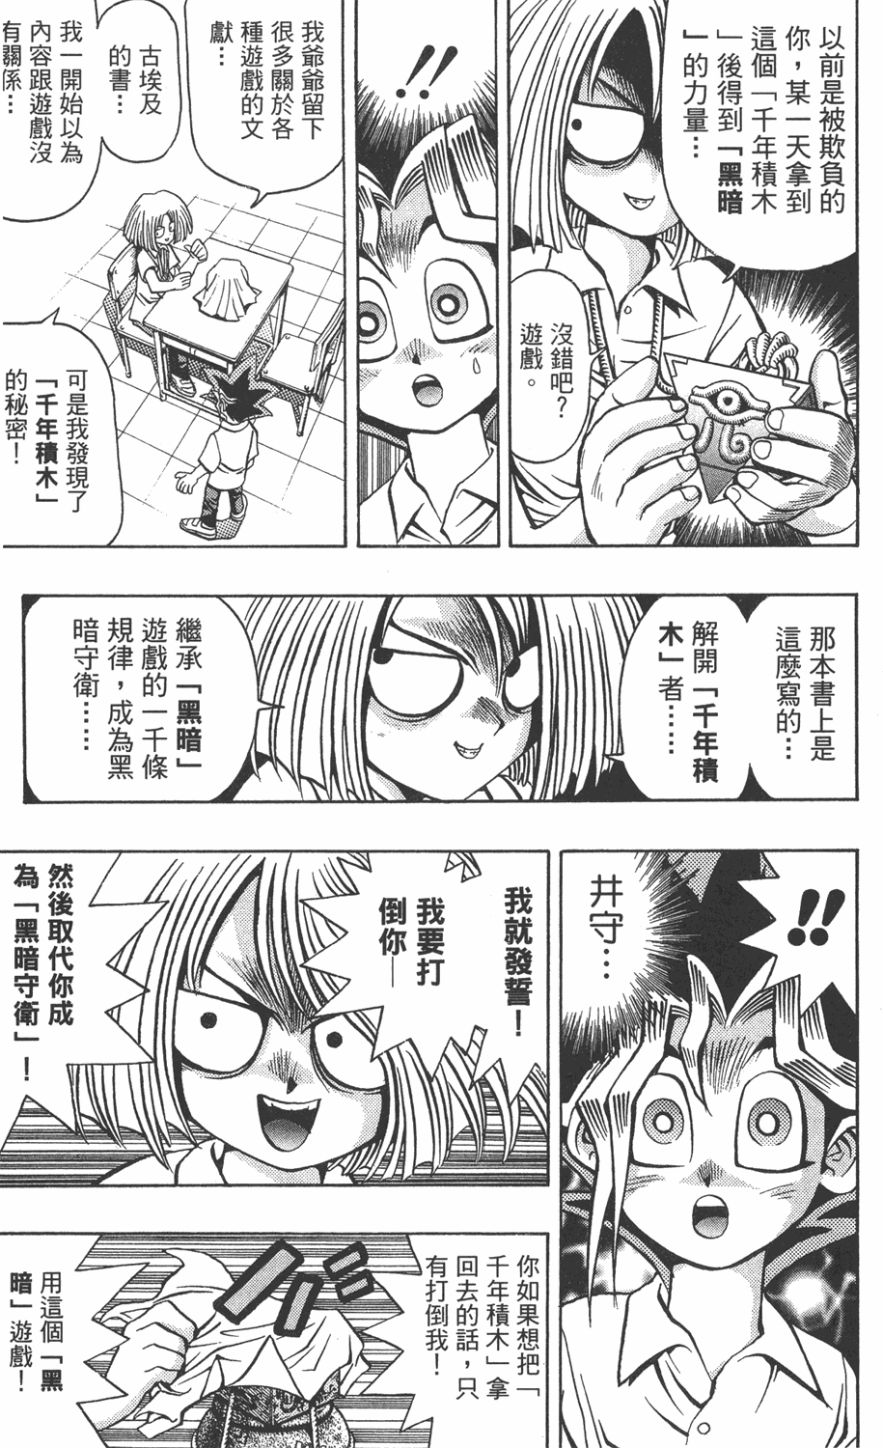 以前是被欺負的
你，某一天拿到
這個「千年積木
」後得到「黑暗
」的力量…
沒錯吧？
遊戲。
!!
我爺爺留下
很多關於各
種遊戲的文
獻…
古埃及
的書…
我一開始以為
內容跟遊戲沒
有關係…
可是我發現了
「千年積木」
的秘密！
那本書上是
這麼寫的…
解開「千年積
木」者……
繼承「黑暗」
遊戲的一千條
規律，成為黑
暗守衛……
!!
井守…
我就發誓！
我要打
倒你—
然後取代你成
為「黑暗守衛」！
你如果想把「
千年積木」拿
回去的話，只
有打倒我！
用這個「黑
暗」遊戲！